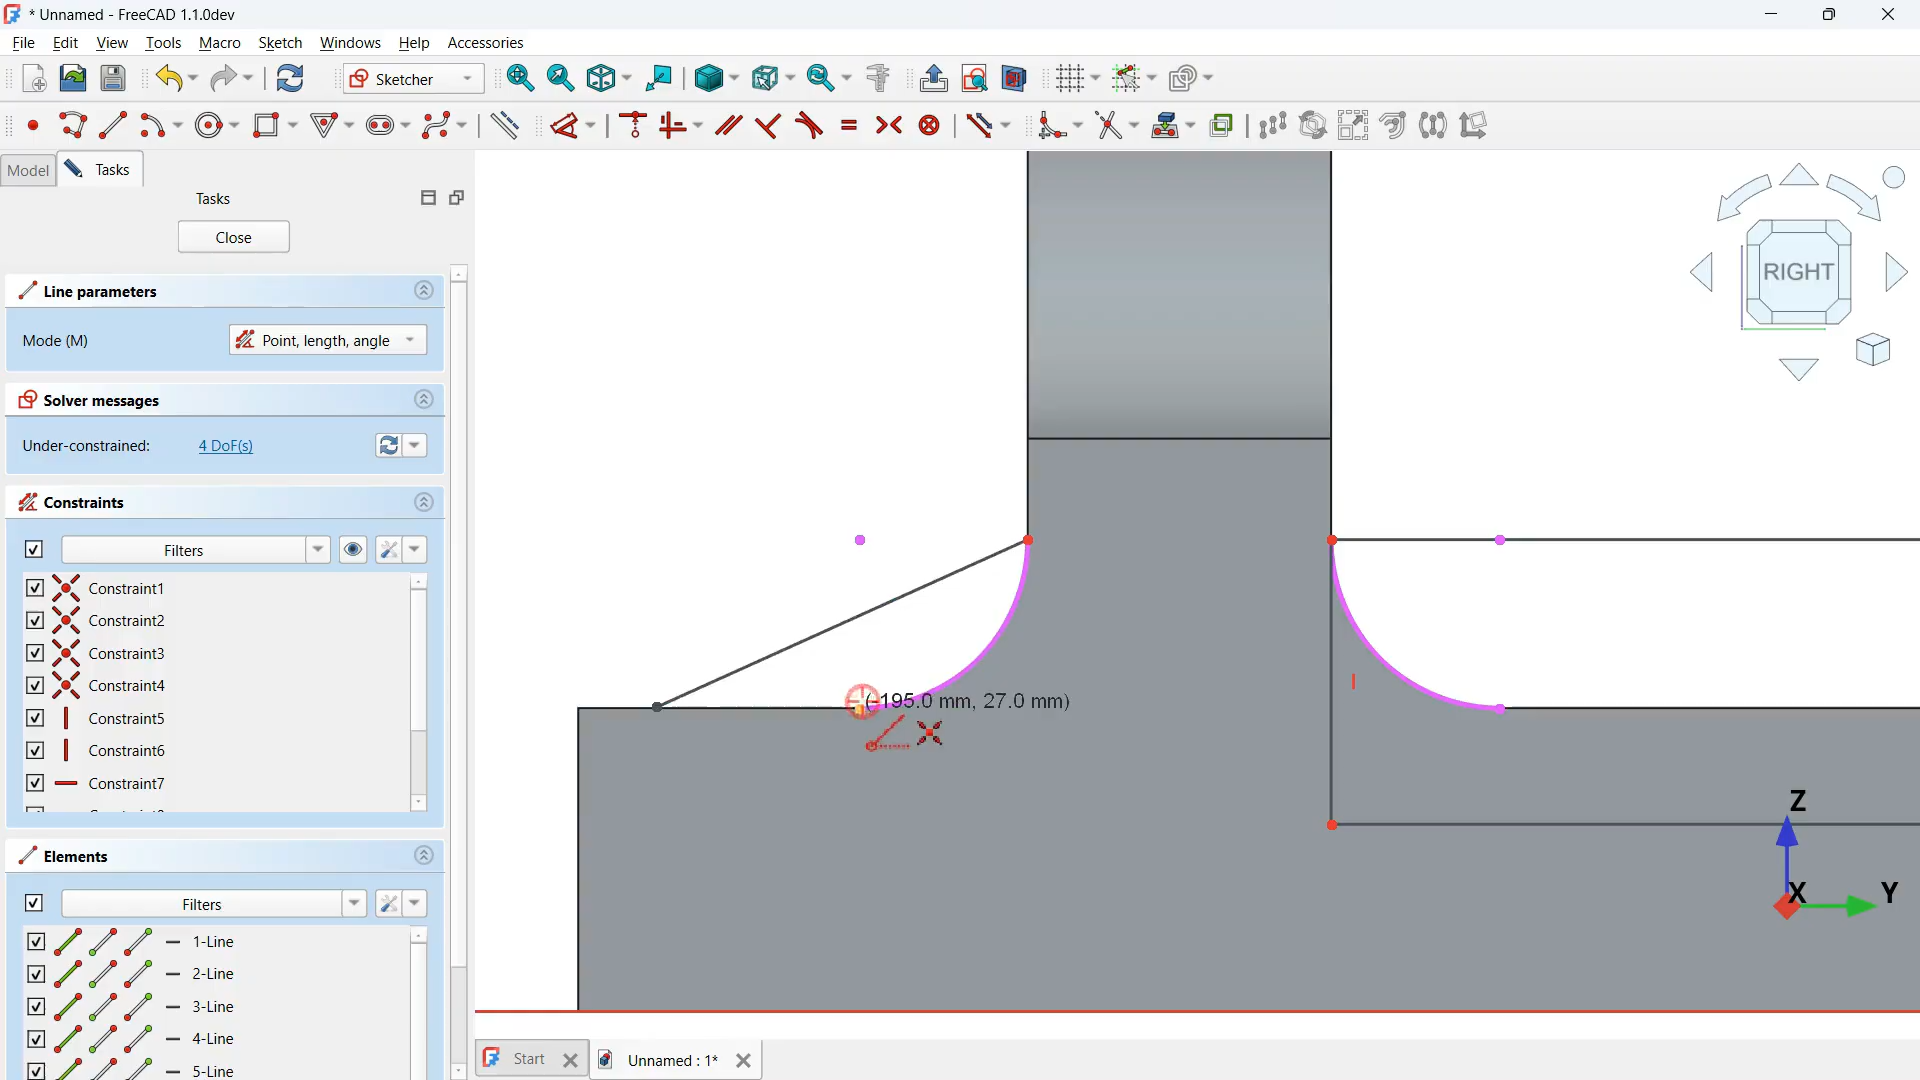 * Unnamed - FreeCAD 1.1.0dev
File Edit View Tools Macro Sketch Windows Help Accessories
Sketcher
Model Tasks
Tasks
Close
Line parameters
Mode (M) Point, length, angle
Solver messages
Under-constrained: 4 DoF(s)
Constraints
Filters
Constraint1
Constraint2
Constraint3
Constraint4
Constraint5
Constraint6
Constraint7
Elements
Filters
1-Line
2-Line
3-Line
4-Line
5-Line
(-195.0 mm, 27.0 mm)
RIGHT
Z
X
Y
Start
Unnamed : 1*